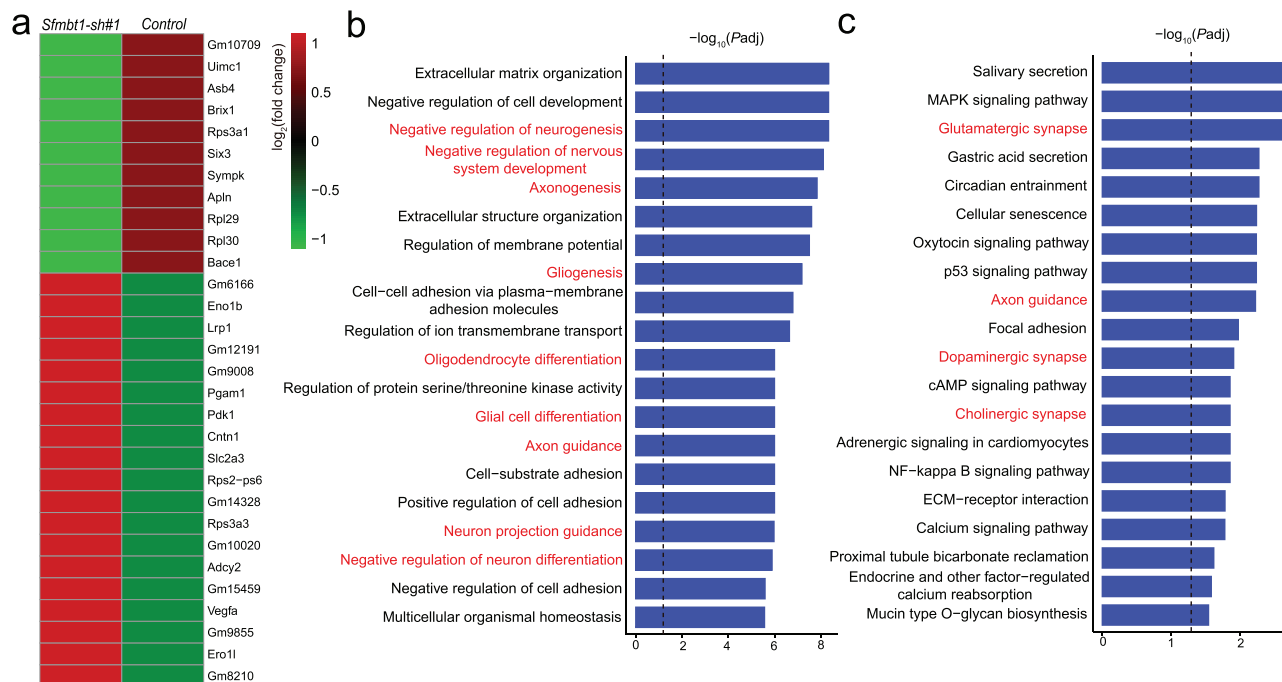 a
Sfmbt1-sh#1 Control
Gm10709
Uimc1
Asb4
Brix1
Rps3a1
Six3
Sympk
Apln
Rpl29
Rpl30
Bace1
Gm6166
Eno1b
Lrp1
Gm12191
Gm9008
Pgam1
Pdk1
Cntn1
Slc2a3
Rps2−ps6
Gm14328
Rps3a3
Gm10020
Adcy2
Gm15459
Vegfa
Gm9855
Ero1l
Gm8210
log2(fold change)
1
0.5
0
−0.5
−1
b
−log10(Padj)
Extracellular matrix organization
Negative regulation of cell development
Negative regulation of neurogenesis
Negative regulation of nervous
system development
Axonogenesis
Extracellular structure organization
Regulation of membrane potential
Gliogenesis
Cell−cell adhesion via plasma−membrane
adhesion molecules
Regulation of ion transmembrane transport
Oligodendrocyte differentiation
Regulation of protein serine/threonine kinase activity
Glial cell differentiation
Axon guidance
Cell−substrate adhesion
Positive regulation of cell adhesion
Neuron projection guidance
Negative regulation of neuron differentiation
Negative regulation of cell adhesion
Multicellular organismal homeostasis
0 2 4 6 8
c
−log10(Padj)
Salivary secretion
MAPK signaling pathway
Glutamatergic synapse
Gastric acid secretion
Circadian entrainment
Cellular senescence
Oxytocin signaling pathway
p53 signaling pathway
Axon guidance
Focal adhesion
Dopaminergic synapse
cAMP signaling pathway
Cholinergic synapse
Adrenergic signaling in cardiomyocytes
NF−kappa B signaling pathway
ECM−receptor interaction
Calcium signaling pathway
Proximal tubule bicarbonate reclamation
Endocrine and other factor−regulated
calcium reabsorption
Mucin type O−glycan biosynthesis
0 1 2